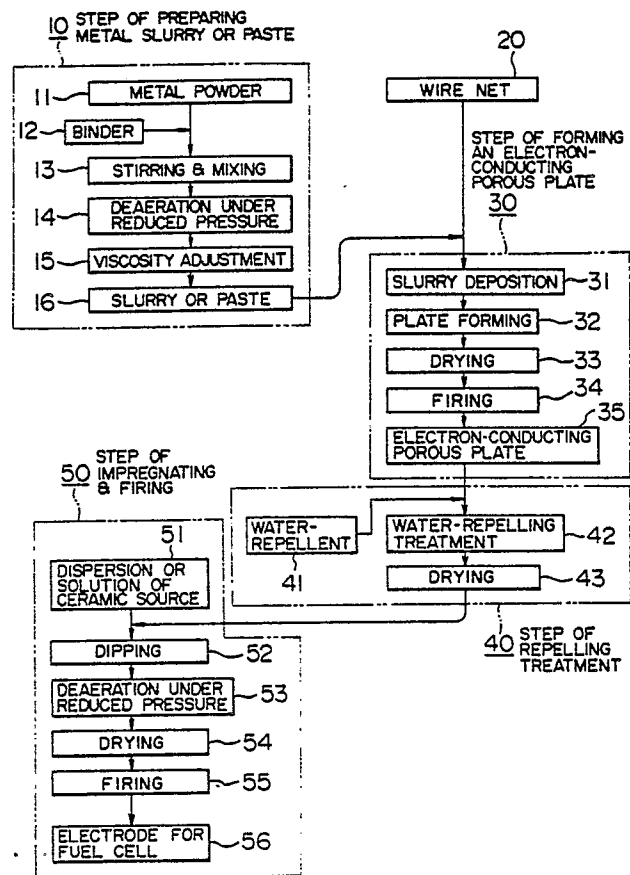 10 STEP OF PREPARING
METAL SLURRY OR PASTE
11 METAL POWDER
12 BINDER
13 STIRRING & MIXING
14 DEAERATION UNDER
REDUCED PRESSURE
15 VISCOSITY ADJUSTMENT
16 SLURRY OR PASTE
20
WIRE NET
STEP OF FORMING
AN ELECTRON-
CONDUCTING
POROUS PLATE
30
SLURRY DEPOSITION 31
PLATE FORMING 32
DRYING 33
FIRING 34
35
ELECTRON-CONDUCTING
POROUS PLATE
WATER-
REPELLENT
41
WATER-REPELLING
TREATMENT 42
DRYING 43
40 STEP OF
REPELLING
TREATMENT
50 STEP OF
IMPREGNATING
& FIRING
51
DISPERSION OR
SOLUTION OF
CERAMIC SOURCE
DIPPING 52
DEAERATION UNDER
REDUCED PRESSURE 53
DRYING 54
FIRING 55
ELECTRODE FOR
FUEL CELL 56